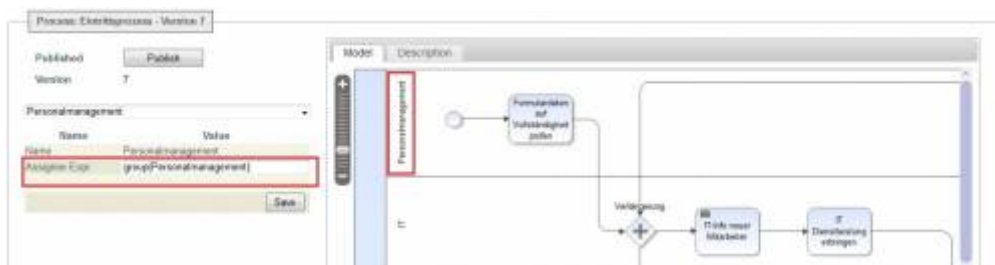 Process: Eintrittsprozess - Version 7
Published
Publish
Version
7
Personalmanagement
Name
Value
Name
Personalmanagement
Assignee Expr.
group(Personalmanagement)
Save
Model
Description
Personalmanagement
Formulardaten
auf
Vollständigkeit
prüfen
IT
IT-Info neuer
Mitarbeiter
IT
Dienstleistung
erbringen